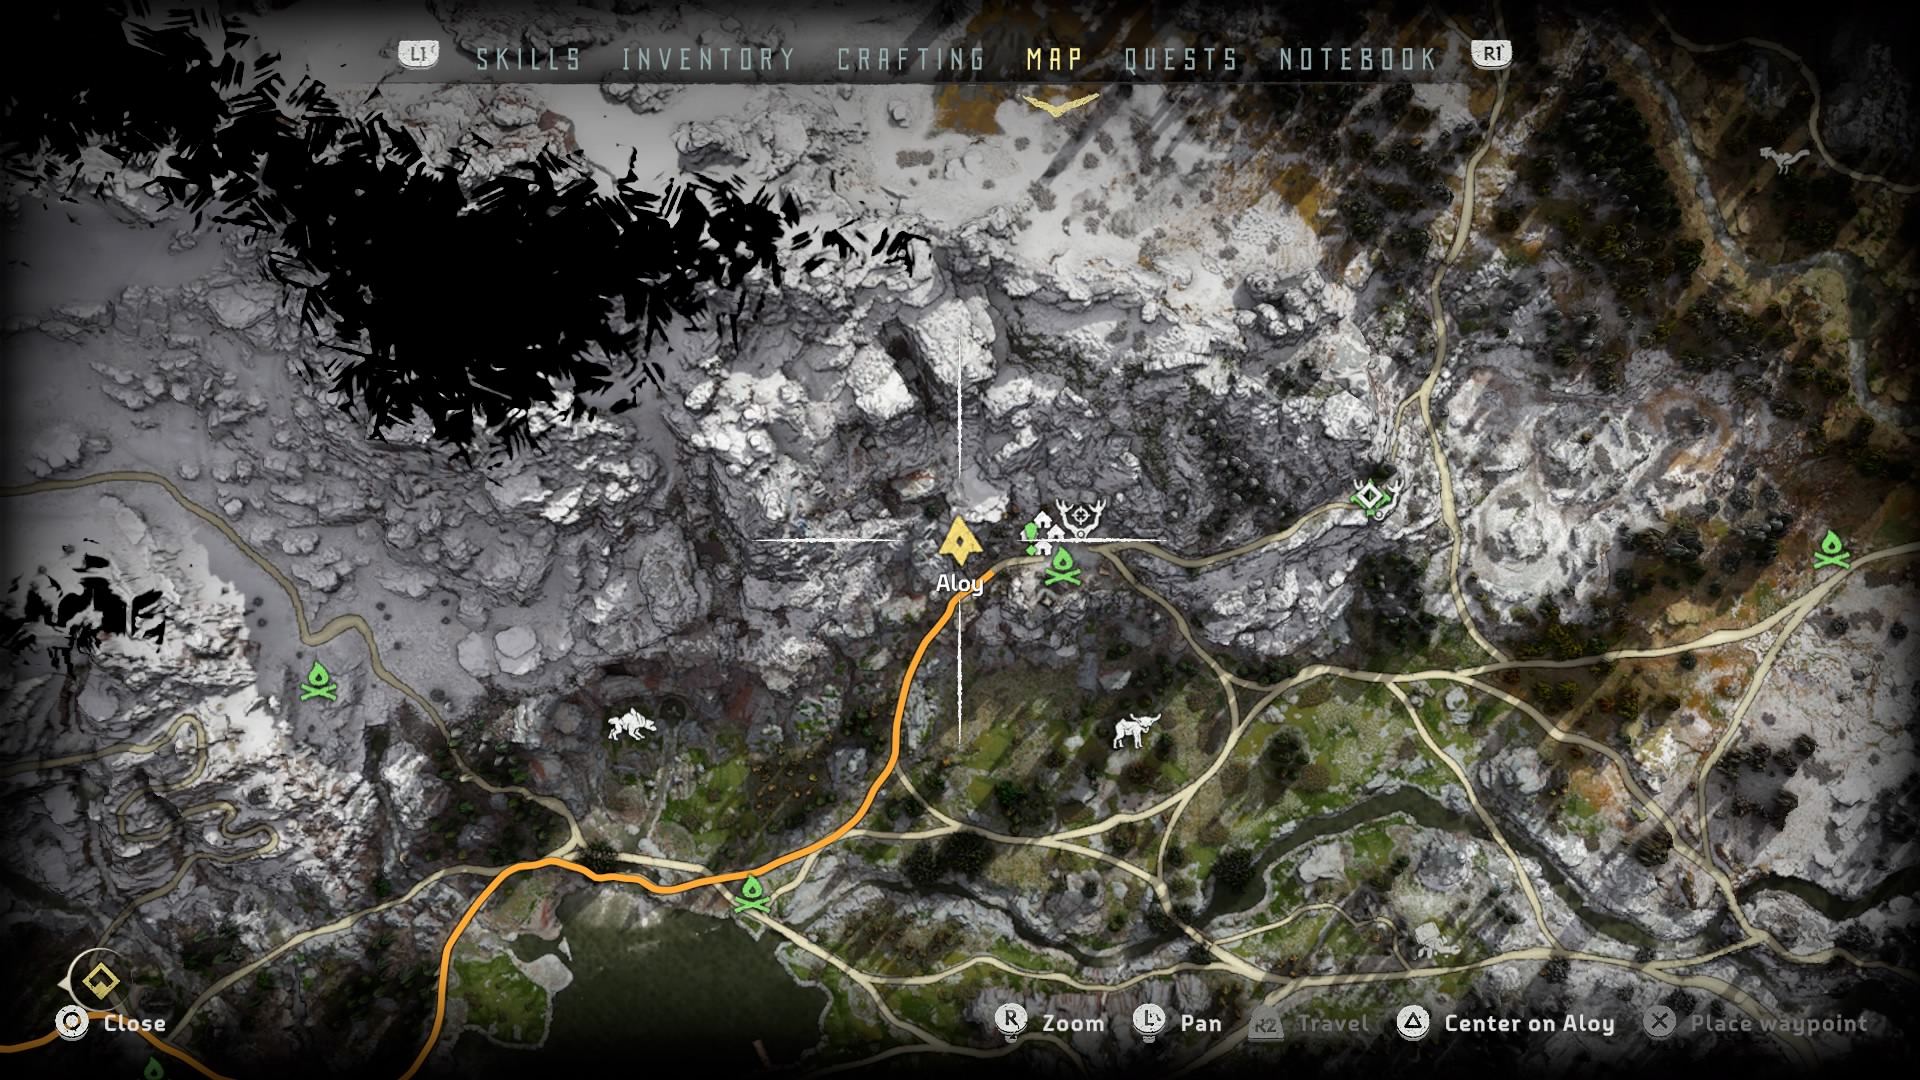 L1 SKILLS INVENTORY CRAFTING MAP QUESTS NOTEBOOK R1
Aloy
Close R Zoom L Pan R2 Travel Center on Aloy Place waypoint